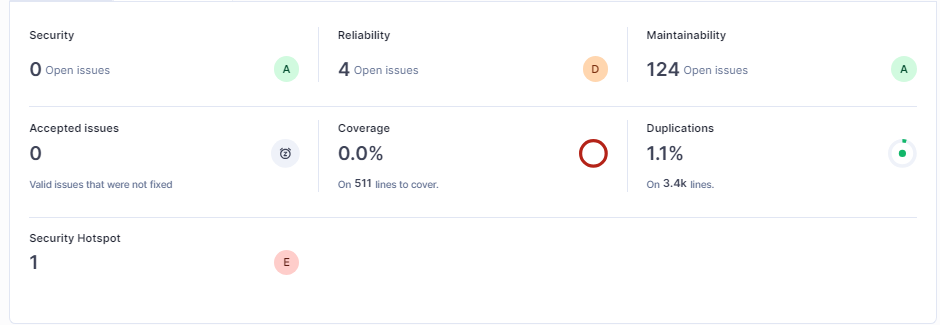 Security
0 Open issues
A
Reliability
4 Open issues
D
Maintainability
124 Open issues
A
Accepted issues
0
Valid issues that were not fixed
Coverage
0.0%
On 511 lines to cover.
Duplications
1.1%
On 3.4k lines.
Security Hotspot
1
E